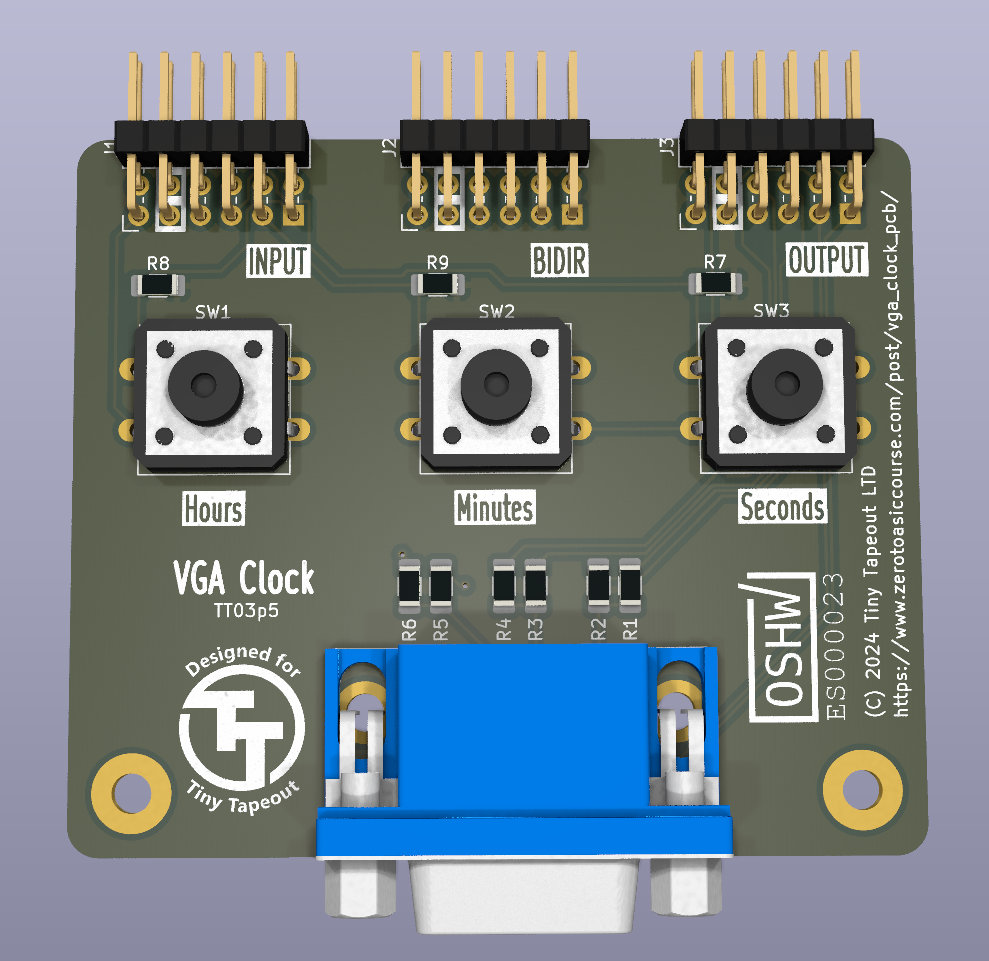 J1
J2
J3
INPUT
BIDIR
OUTPUT
R8
R9
R7
SW1
SW2
SW3
Hours
Minutes
Seconds
VGA Clock
TT03p5
R6
R5
R4
R3
R2
R1
Designed for
TT
Tiny Tapeout
OSHW
ES000023
(C) 2024 Tiny Tapeout LTD
https://www.zerotoasiccourse.com/post/vga_clock_pcb/